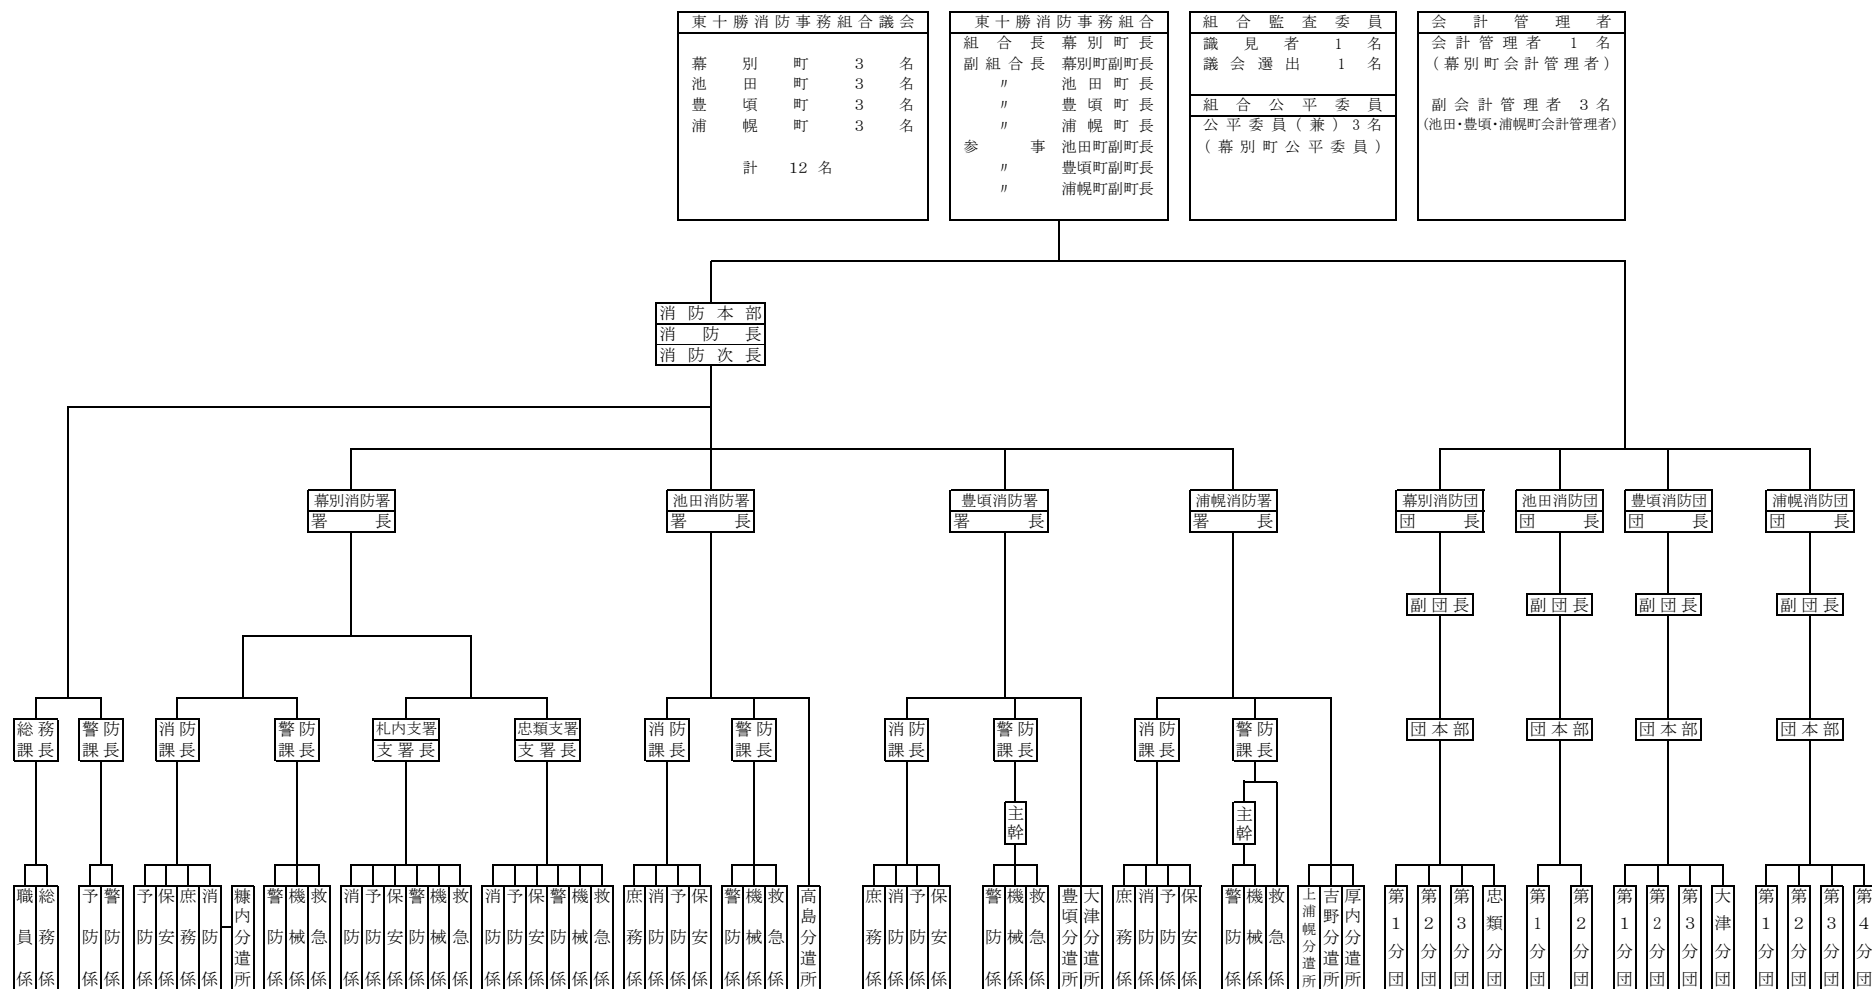 東十勝消防事務組合議会
幕別町 3名
池田町 3名
豊頃町 3名
浦幌町 3名
計 12名
東十勝消防事務組合
組合長 幕別町長
副組合長 幕別町副町長
〃 池田町長
〃 豊頃町長
〃 浦幌町長
参事 池田町副町長
〃 豊頃町副町長
〃 浦幌町副町長
組合監査委員
識見者 1名
議会選出 1名
組合公平委員
公平委員(兼)3名
(幕別町公平委員)
会計管理者
会計管理者 1名
(幕別町会計管理者)
副会計管理者 3名
(池田・豊頃・浦幌町会計管理者)
消防本部
消防長
消防次長
幕別消防署
署長
池田消防署
署長
豊頃消防署
署長
浦幌消防署
署長
幕別消防団
団長
池田消防団
団長
豊頃消防団
団長
浦幌消防団
団長
副団長
副団長
副団長
副団長
総務
課長
警防
課長
消防
課長
警防
課長
札内支署
支署長
忠類支署
支署長
消防
課長
警防
課長
消防
課長
警防
課長
消防
課長
警防
課長
団本部
団本部
団本部
団本部
主幹
主幹
職員係
総務係
予防係
警防係
予防係
保安係
庶務係
消防係
糠内分遣所
警防係
機械係
救急係
消防係
予防係
保安係
警防係
機械係
救急係
消防係
予防係
保安係
警防係
機械係
救急係
庶務係
消防係
予防係
保安係
警防係
機械係
救急係
高島分遣所
庶務係
消防係
予防係
保安係
警防係
機械係
救急係
豊頃分遣所
大津分遣所
庶務係
消防係
予防係
保安係
警防係
機械係
救急係
上浦幌分遣所
吉野分遣所
厚内分遣所
第1分団
第2分団
第3分団
忠類分団
第1分団
第2分団
第1分団
第2分団
第3分団
大津分団
第1分団
第2分団
第3分団
第4分団